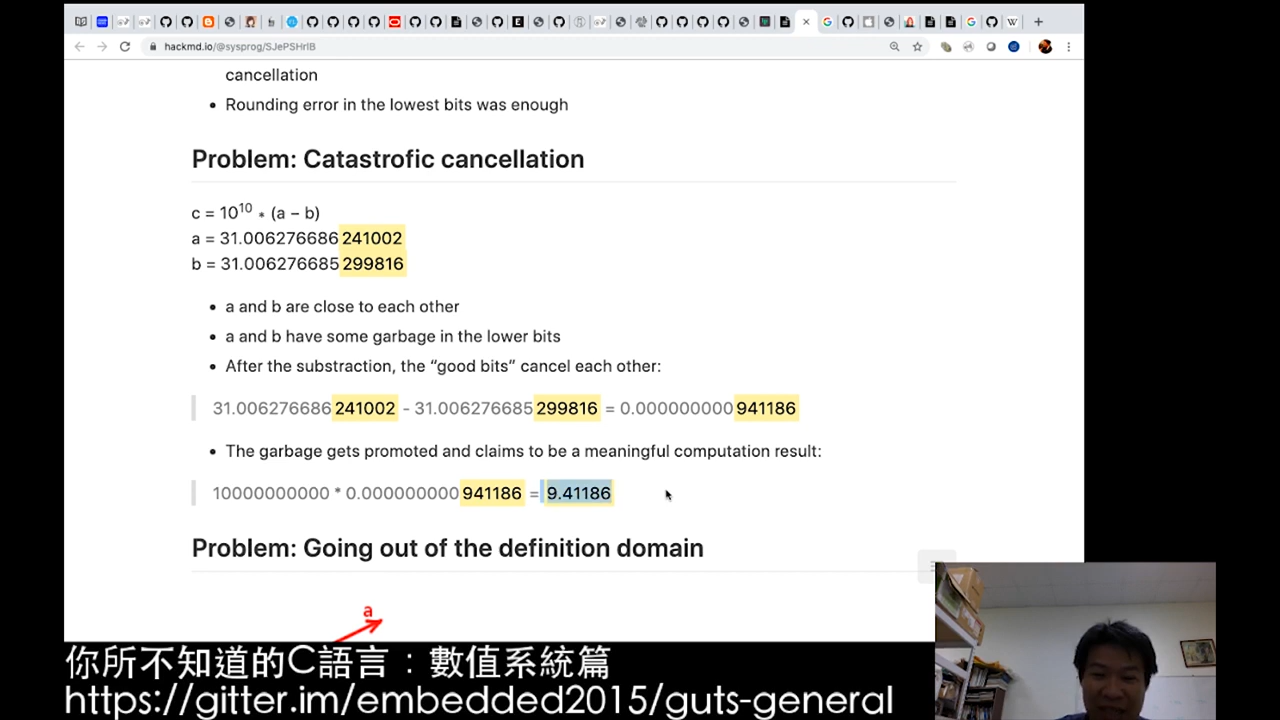 hackmd.io/@sysprog/SJePSHrlB
cancellation
• Rounding error in the lowest bits was enough
Problem: Catastrofic cancellation
c = 10^10 * (a − b)
a = 31.006276686241002
b = 31.006276685299816
• a and b are close to each other
• a and b have some garbage in the lower bits
• After the substraction, the “good bits” cancel each other:
31.006276686241002 - 31.006276685299816 = 0.000000000941186
• The garbage gets promoted and claims to be a meaningful computation result:
10000000000 * 0.000000000941186 = 9.41186
Problem: Going out of the definition domain
a
你所不知道的C語言：數值系統篇
https://gitter.im/embedded2015/guts-general